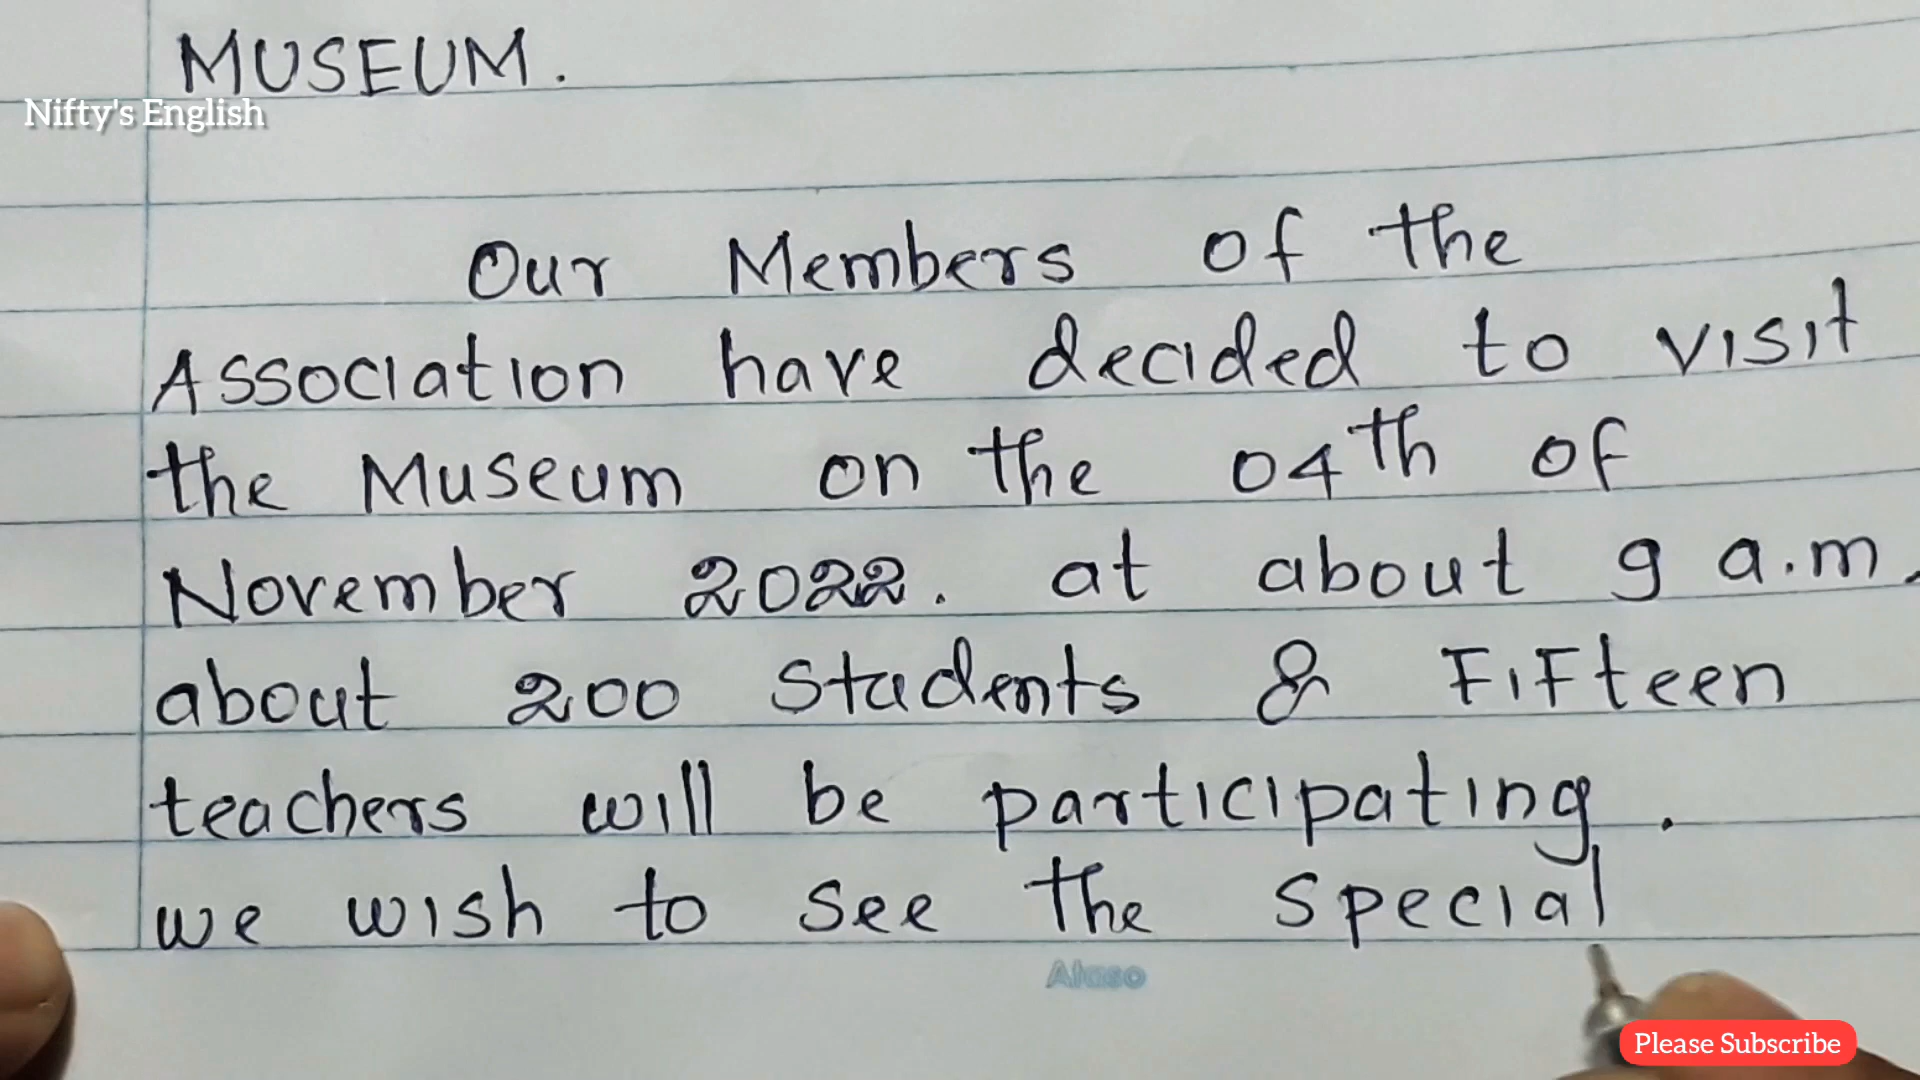 MUSEUM.
Nifty's English
Our Members of the
Association have decided to visit
the Museum on the 04th of
November 2022. at about 9 a.m.
about 200 students & Fifteen
teachers will be participating.
we wish to see the special
Atlaso
Please Subscribe